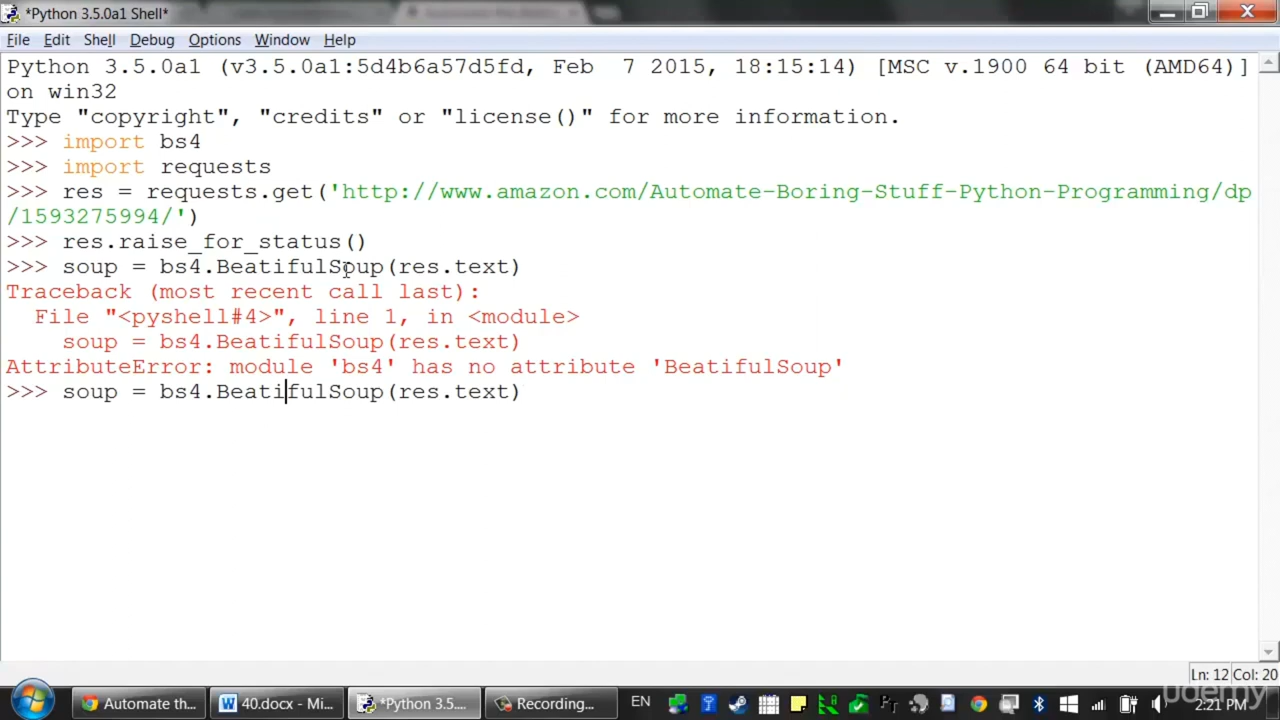 *Python 3.5.0a1 Shell*
File Edit Shell Debug Options Window Help
Python 3.5.0a1 (v3.5.0a1:5d4b6a57d5fd, Feb  7 2015, 18:15:14) [MSC v.1900 64 bit (AMD64)]
on win32
Type "copyright", "credits" or "license()" for more information.
>>> import bs4
>>> import requests
>>> res = requests.get('http://www.amazon.com/Automate-Boring-Stuff-Python-Programming/dp
/1593275994/')
>>> res.raise_for_status()
>>> soup = bs4.BeatifulSoup(res.text)
Traceback (most recent call last):
  File "<pyshell#4>", line 1, in <module>
    soup = bs4.BeatifulSoup(res.text)
AttributeError: module 'bs4' has no attribute 'BeatifulSoup'
>>> soup = bs4.BeatifulSoup(res.text)
Ln: 12 Col: 20
Automate th... 40.docx - Mi... *Python 3.5.... Recording... EN 2:21 PM
udemy